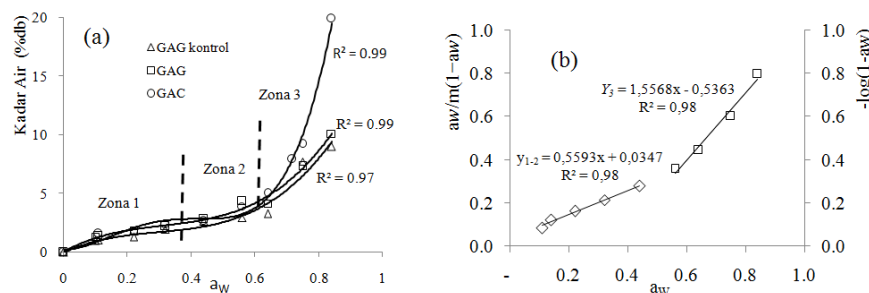 (a)
Kadar Air (%db)
20
15
10
5
0
△ GAG kontrol
□ GAG
○ GAC
Zona 1
Zona 2
Zona 3
R² = 0.99
R² = 0.99
R² = 0.97
0 0.2 0.4 0.6 0.8 1
aW
(b)
aw/m(1−aw)
1.0
0.8
0.6
0.4
0.2
0.0
Y3 = 1,5568x - 0,5363
R² = 0,98
y1-2 = 0,5593x + 0,0347
R² = 0,98
- 0.2 0.4 0.6 0.8 1.0
aw
1.0
0.8
0.6
0.4
0.2
0.0
-log(1-aw)